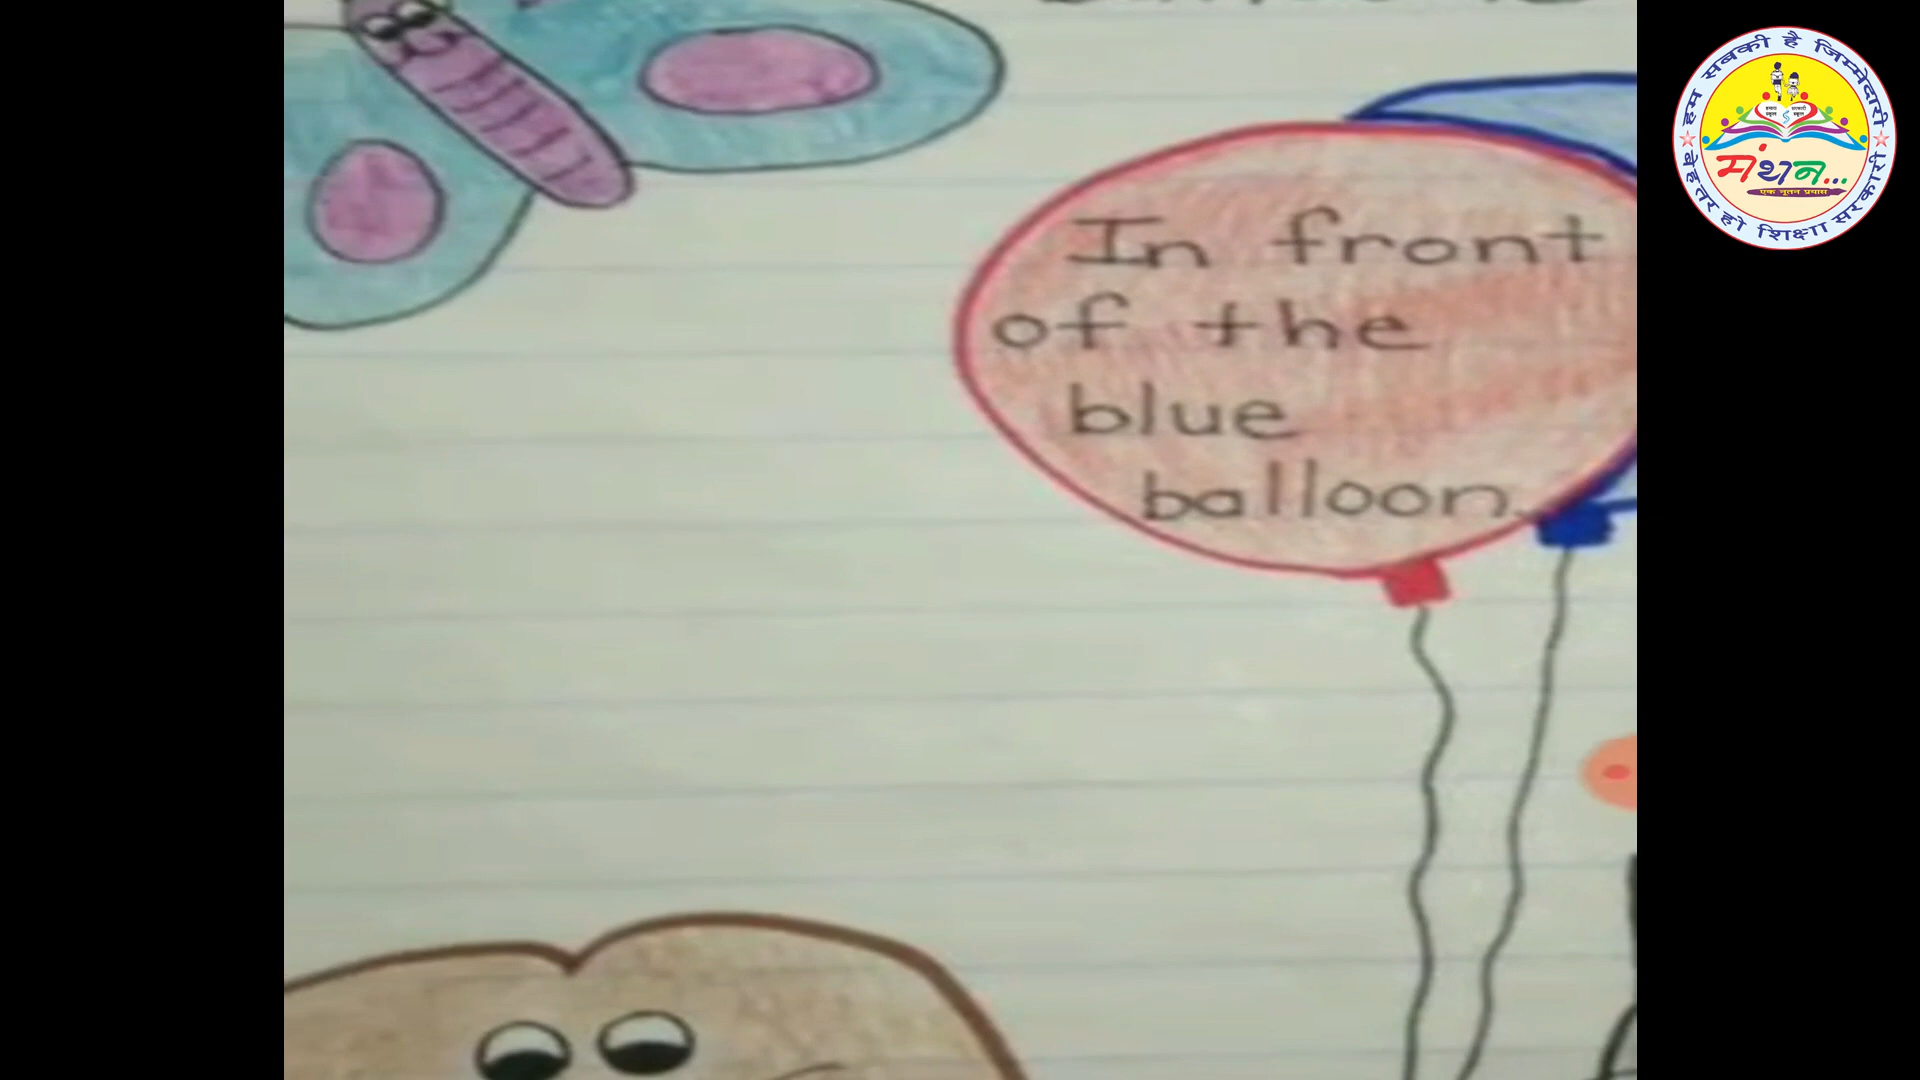 In front
of the
blue
balloon.
हम सबकी है जिम्मेदारी
मंथन...
एक नूतन प्रयास
बेहतर हो शिक्षा सरकारी